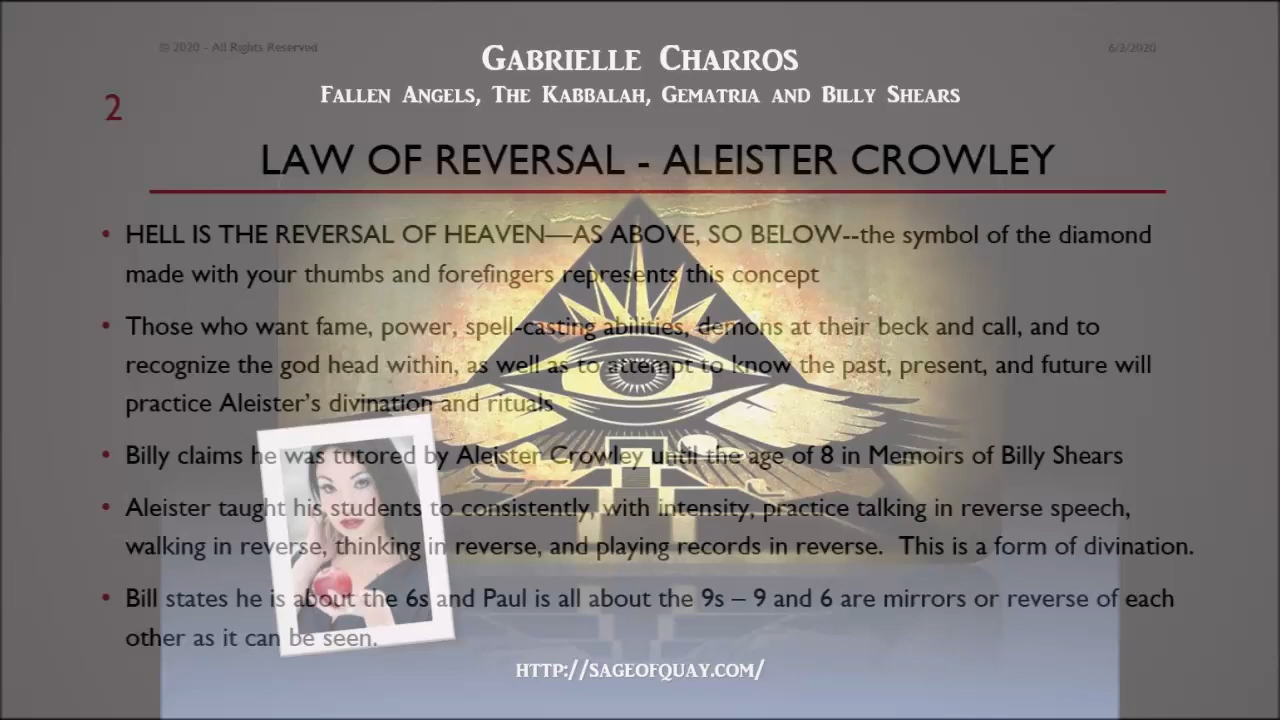 © 2020 - All Rights Reserved
6/3/2020
GABRIELLE CHARROS
FALLEN ANGELS, THE KABBALAH, GEMATRIA AND BILLY SHEARS
2
LAW OF REVERSAL - ALEISTER CROWLEY
• HELL IS THE REVERSAL OF HEAVEN—AS ABOVE, SO BELOW--the symbol of the diamond
made with your thumbs and forefingers represents this concept
• Those who want fame, power, spell-casting abilities, demons at their beck and call, and to
recognize the god head within, as well as to attempt to know the past, present, and future will
practice Aleister's divination and rituals
• Billy claims he was tutored by Aleister Crowley until the age of 8 in Memoirs of Billy Shears
• Aleister taught his students to consistently, with intensity, practice talking in reverse speech,
walking in reverse, thinking in reverse, and playing records in reverse. This is a form of divination.
• Bill states he is about the 6s and Paul is all about the 9s – 9 and 6 are mirrors or reverse of each
other as it can be seen.
HTTP://SAGEOFQUAY.COM/